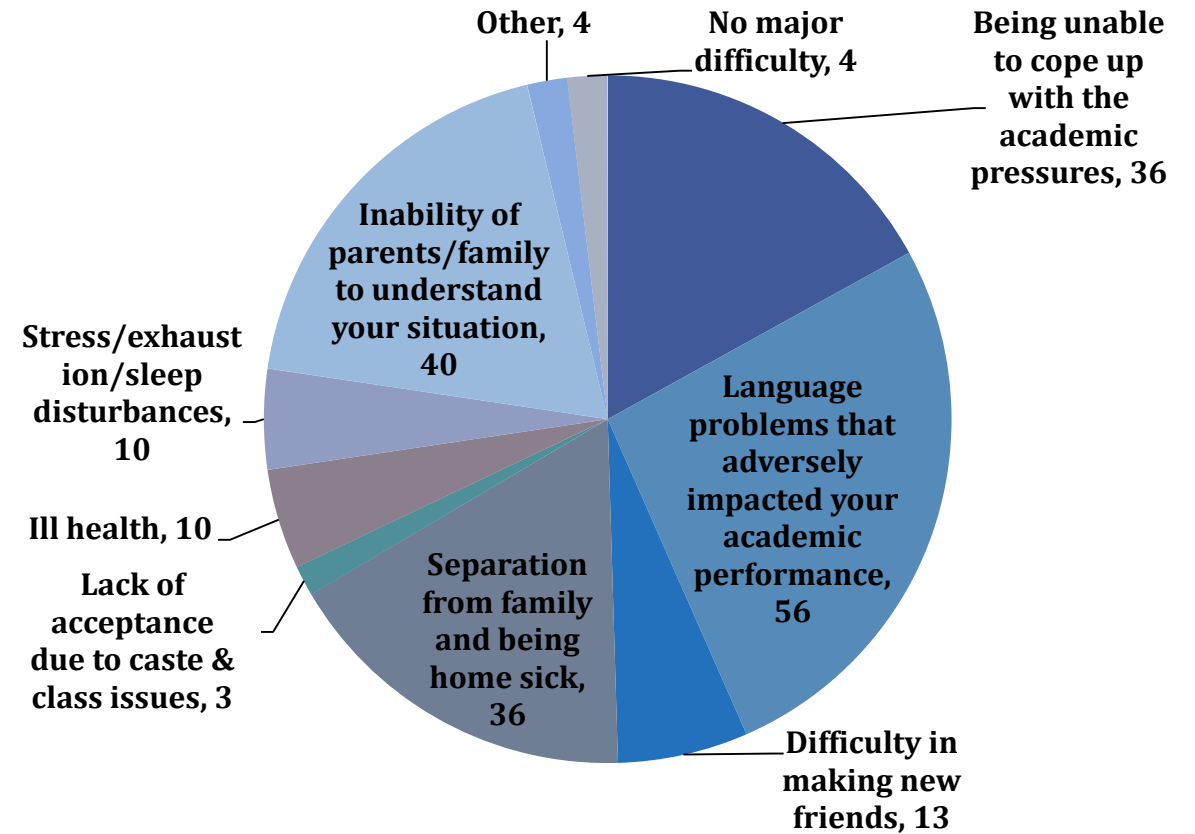 Other, 4
No major
difficulty, 4
Being unable
to cope up
with the
academic
pressures, 36
Language
problems that
adversely
impacted your
academic
performance,
56
Difficulty in
making new
friends, 13
Separation
from family
and being
home sick,
36
Lack of
acceptance
due to caste &
class issues, 3
Ill health, 10
Stress/exhaust
ion/sleep
disturbances,
10
Inability of
parents/family
to understand
your situation,
40